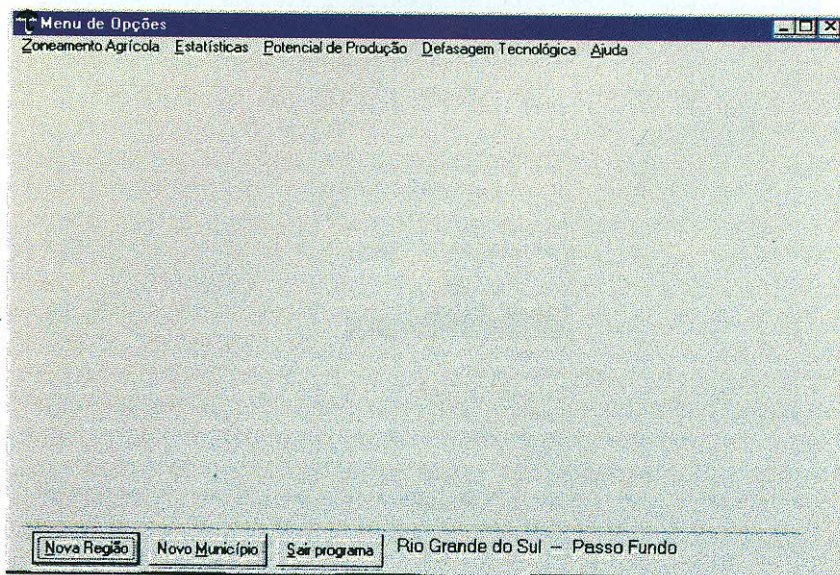 Menu de Opções
Zoneamento Agrícola Estatísticas Potencial de Produção Defasagem Tecnológica Ajuda
Nova Região Novo Município Sair programa Rio Grande do Sul – Passo Fundo